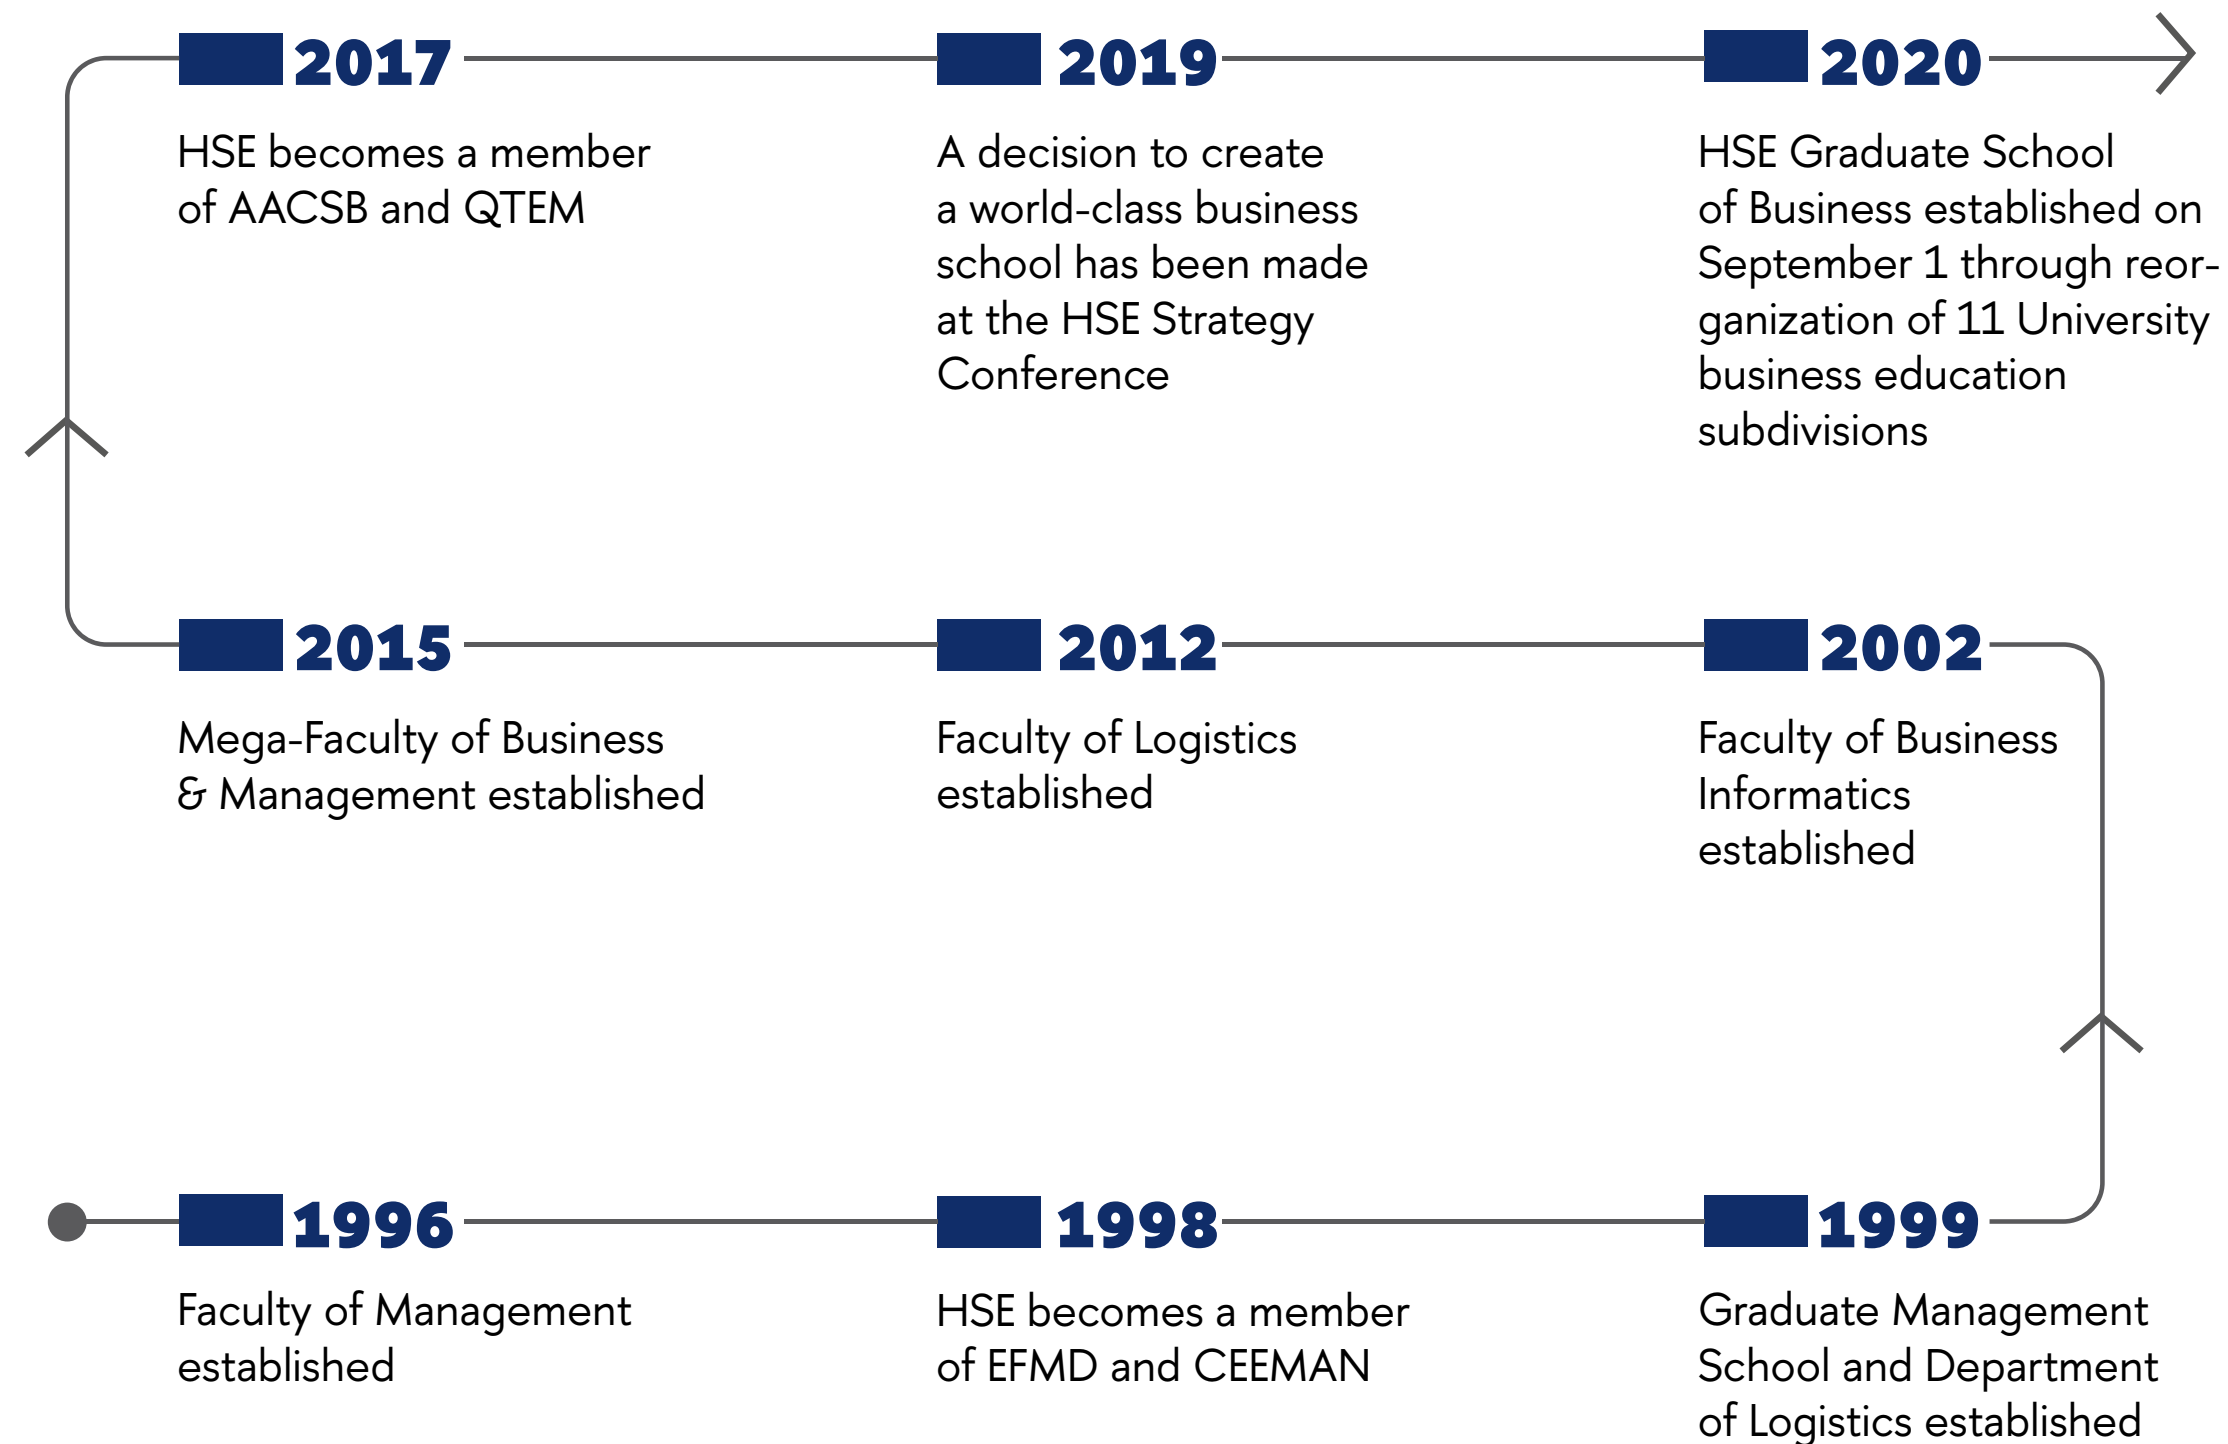 2017
HSE becomes a member
of AACSB and QTEM
2019
A decision to create
a world-class business
school has been made
at the HSE Strategy
Conference
2020
HSE Graduate School
of Business established on
September 1 through reor-
ganization of 11 University
business education
subdivisions
2015
Mega-Faculty of Business
& Management established
2012
Faculty of Logistics
established
2002
Faculty of Business
Informatics
established
1996
Faculty of Management
established
1998
HSE becomes a member
of EFMD and CEEMAN
1999
Graduate Management
School and Department
of Logistics established